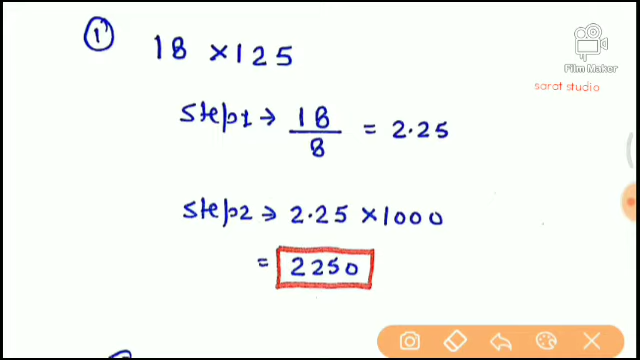 1
18 ×125
Film Maker
sarat studio
Step1→ 18/8 = 2.25
Step2→ 2.25 ×1000
= 2250